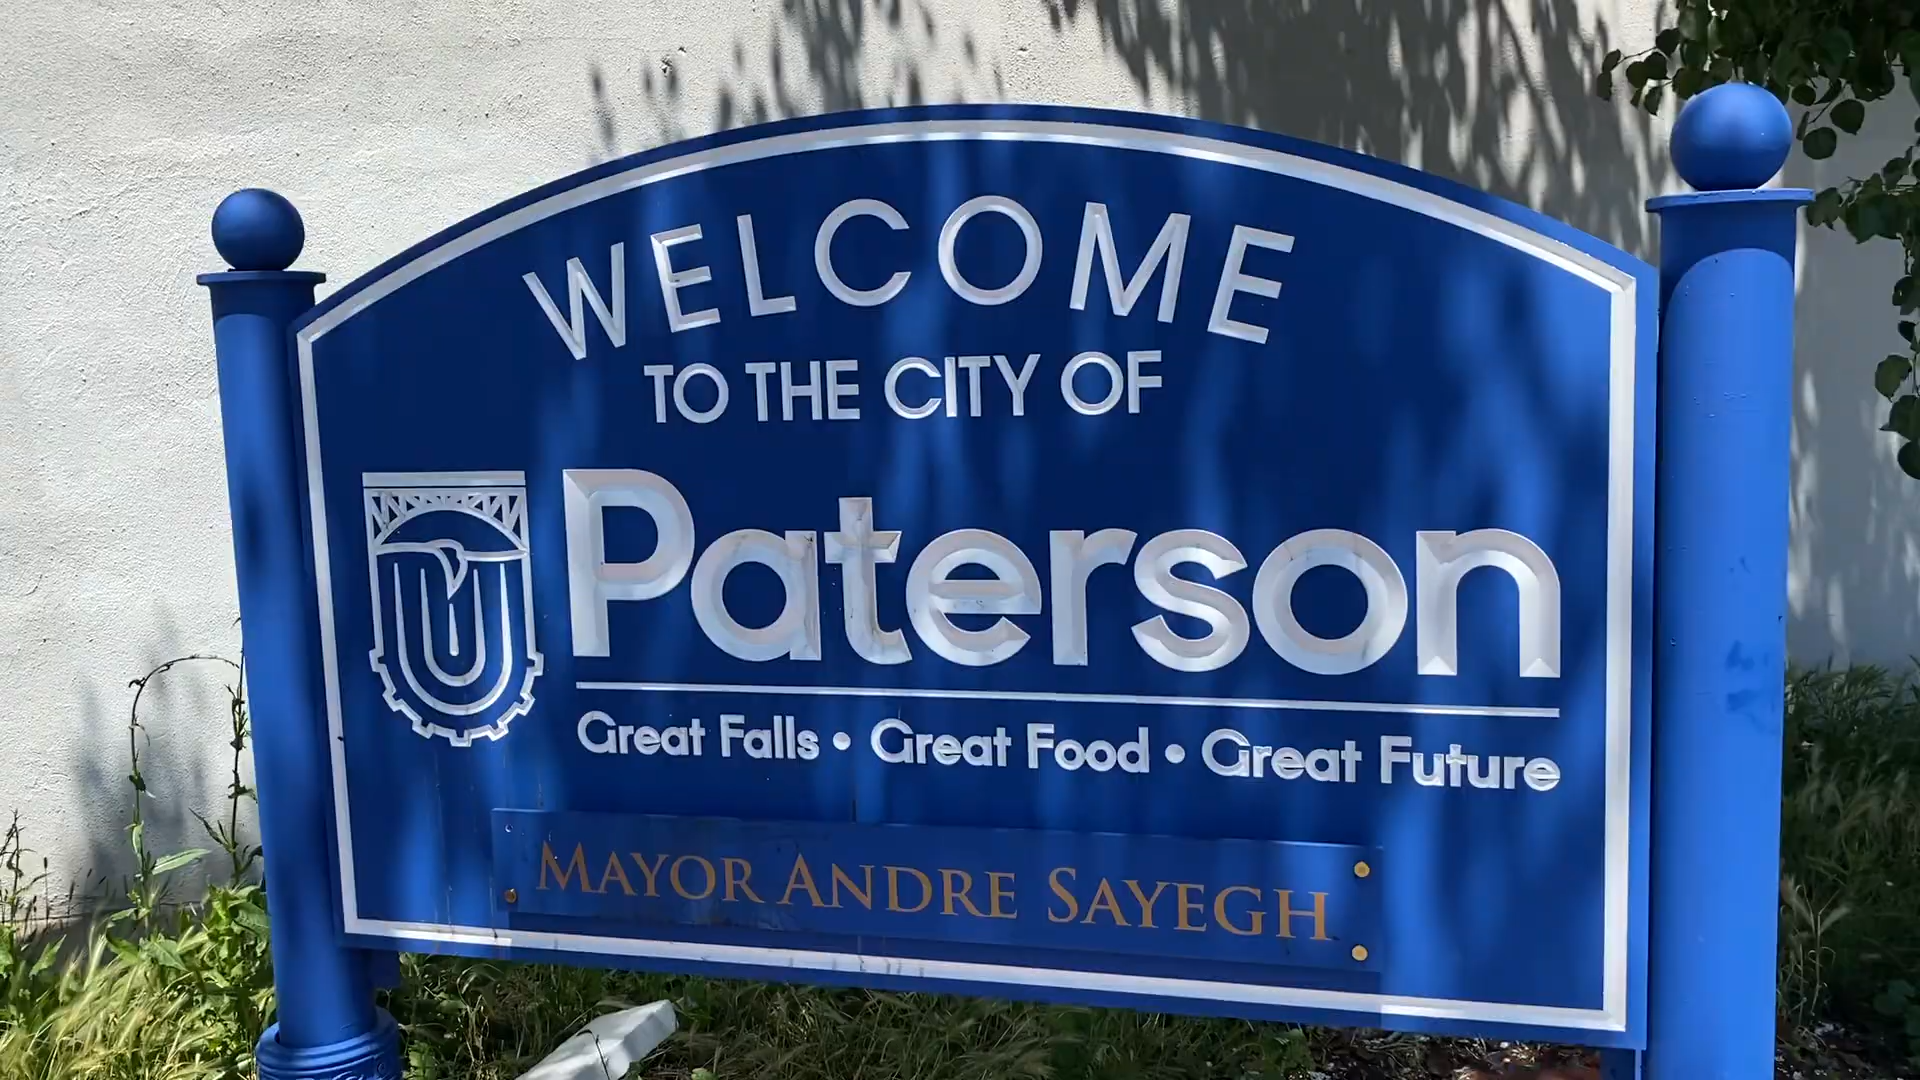 WELCOME
TO THE CITY OF
Paterson
Great Falls • Great Food • Great Future
MAYOR ANDRE SAYEGH